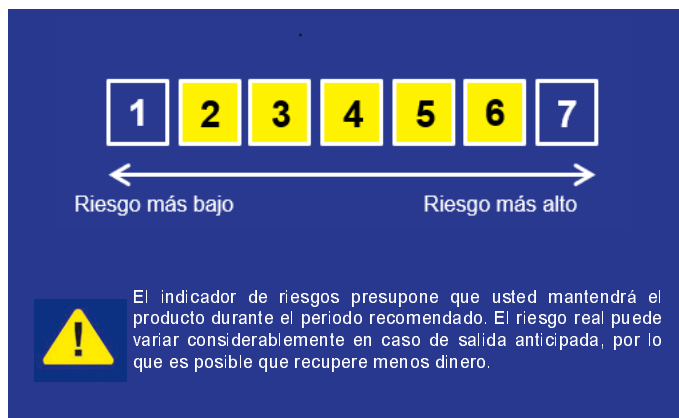 1 2 3 4 5 6 7
Riesgo más bajo Riesgo más alto
El indicador de riesgos presupone que usted mantendrá el
producto durante el periodo recomendado. El riesgo real puede
variar considerablemente en caso de salida anticipada, por lo
que es posible que recupere menos dinero.